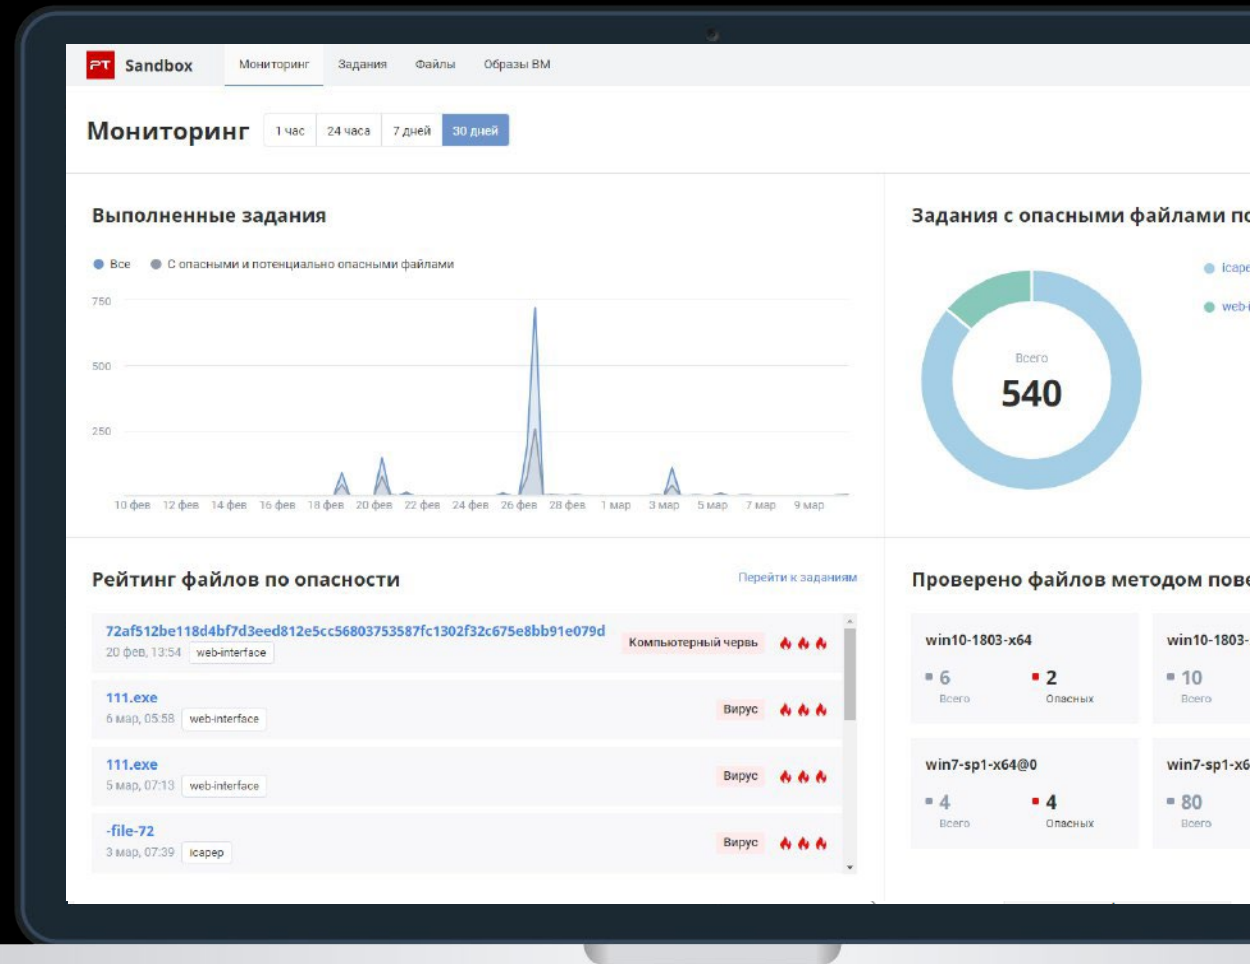 PT Sandbox Мониторинг Задания Файлы Образы ВМ
Мониторинг 1 час 24 часа 7 дней 30 дней
Выполненные задания
Все С опасными и потенциально опасными файлами
750
500
250
10 фев 12 фев 14 фев 16 фев 18 фев 20 фев 22 фев 24 фев 26 фев 28 фев 1 мар 3 мар 5 мар 7 мар 9 мар
Задания с опасными файлами по
icape
web-i
Всего
540
Рейтинг файлов по опасности Перейти к заданиям
72af512be118d4bf7d3eed812e5cc56803753587fc1302f32c675e8bb91e079d Компьютерный червь
20 фев, 13:54 web-interface
111.exe Вирус
6 мар, 05:58 web-interface
111.exe Вирус
5 мар, 07:13 web-interface
-file-72 Вирус
3 мар, 07:39 icapep
Проверено файлов методом пове
win10-1803-x64 win10-1803-
6 2 10
Всего Опасных Всего
win7-sp1-x64@0 win7-sp1-x6
4 4 80
Всего Опасных Всего